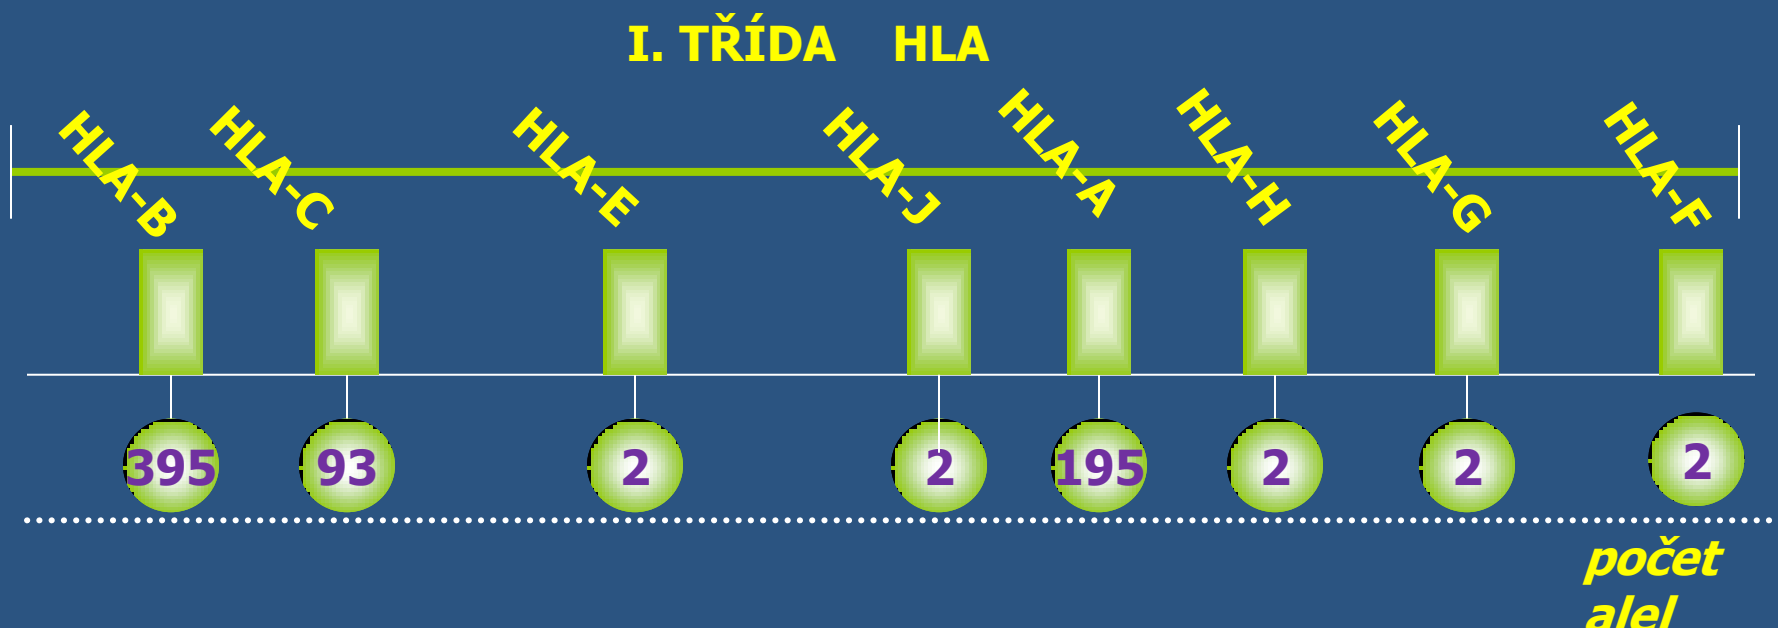 I. TŘÍDA HLA
HLA-B
HLA-C
HLA-E
HLA-J
HLA-A
HLA-H
HLA-G
HLA-F
395
93
2
2
195
2
2
2
počet
alel